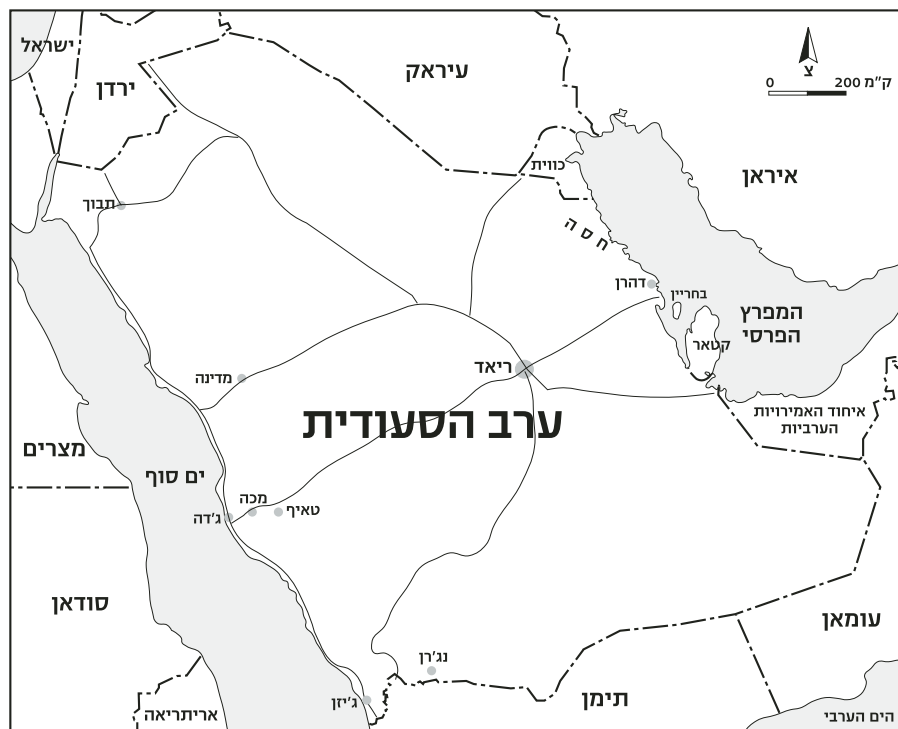 ישראל
ירדן
עיראק
0 200 ק"מ
צ
כווית
איראן
תבוך
חסה
דהרן
בחריין
המפרץ
הפרסי
קטאר
ריאד
מדינה
איחוד האמירויות
הערביות
ערב הסעודית
מצרים
ים סוף
מכה
טאיף
ג'דה
סודאן
עומאן
נג'רן
ג'יזן
תימן
אריתריאה
הים הערבי